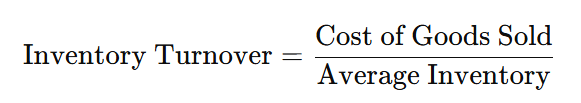 Inventory Turnover = Cost of Goods Sold / Average Inventory